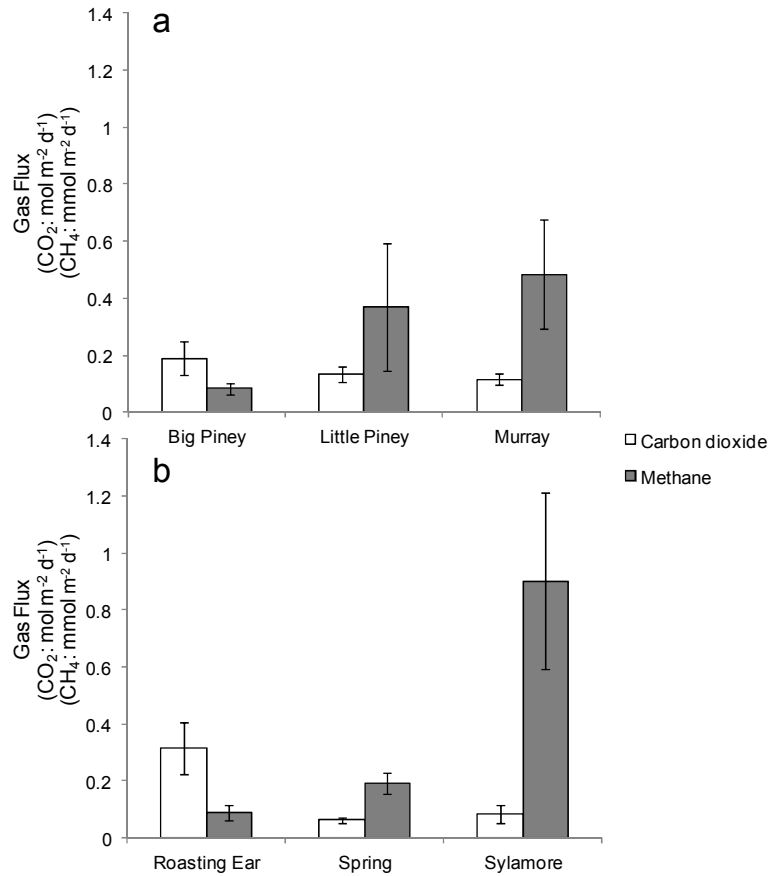 a
1.4
1.2
1
0.8
0.6
0.4
0.2
0
Gas Flux
(CO₂: mol m⁻² d⁻¹)
(CH₄: mmol m⁻² d⁻¹)
Big Piney Little Piney Murray
Carbon dioxide
Methane
b
1.4
1.2
1
0.8
0.6
0.4
0.2
0
Gas Flux
(CO₂: mol m⁻² d⁻¹)
(CH₄: mmol m⁻² d⁻¹)
Roasting Ear Spring Sylamore